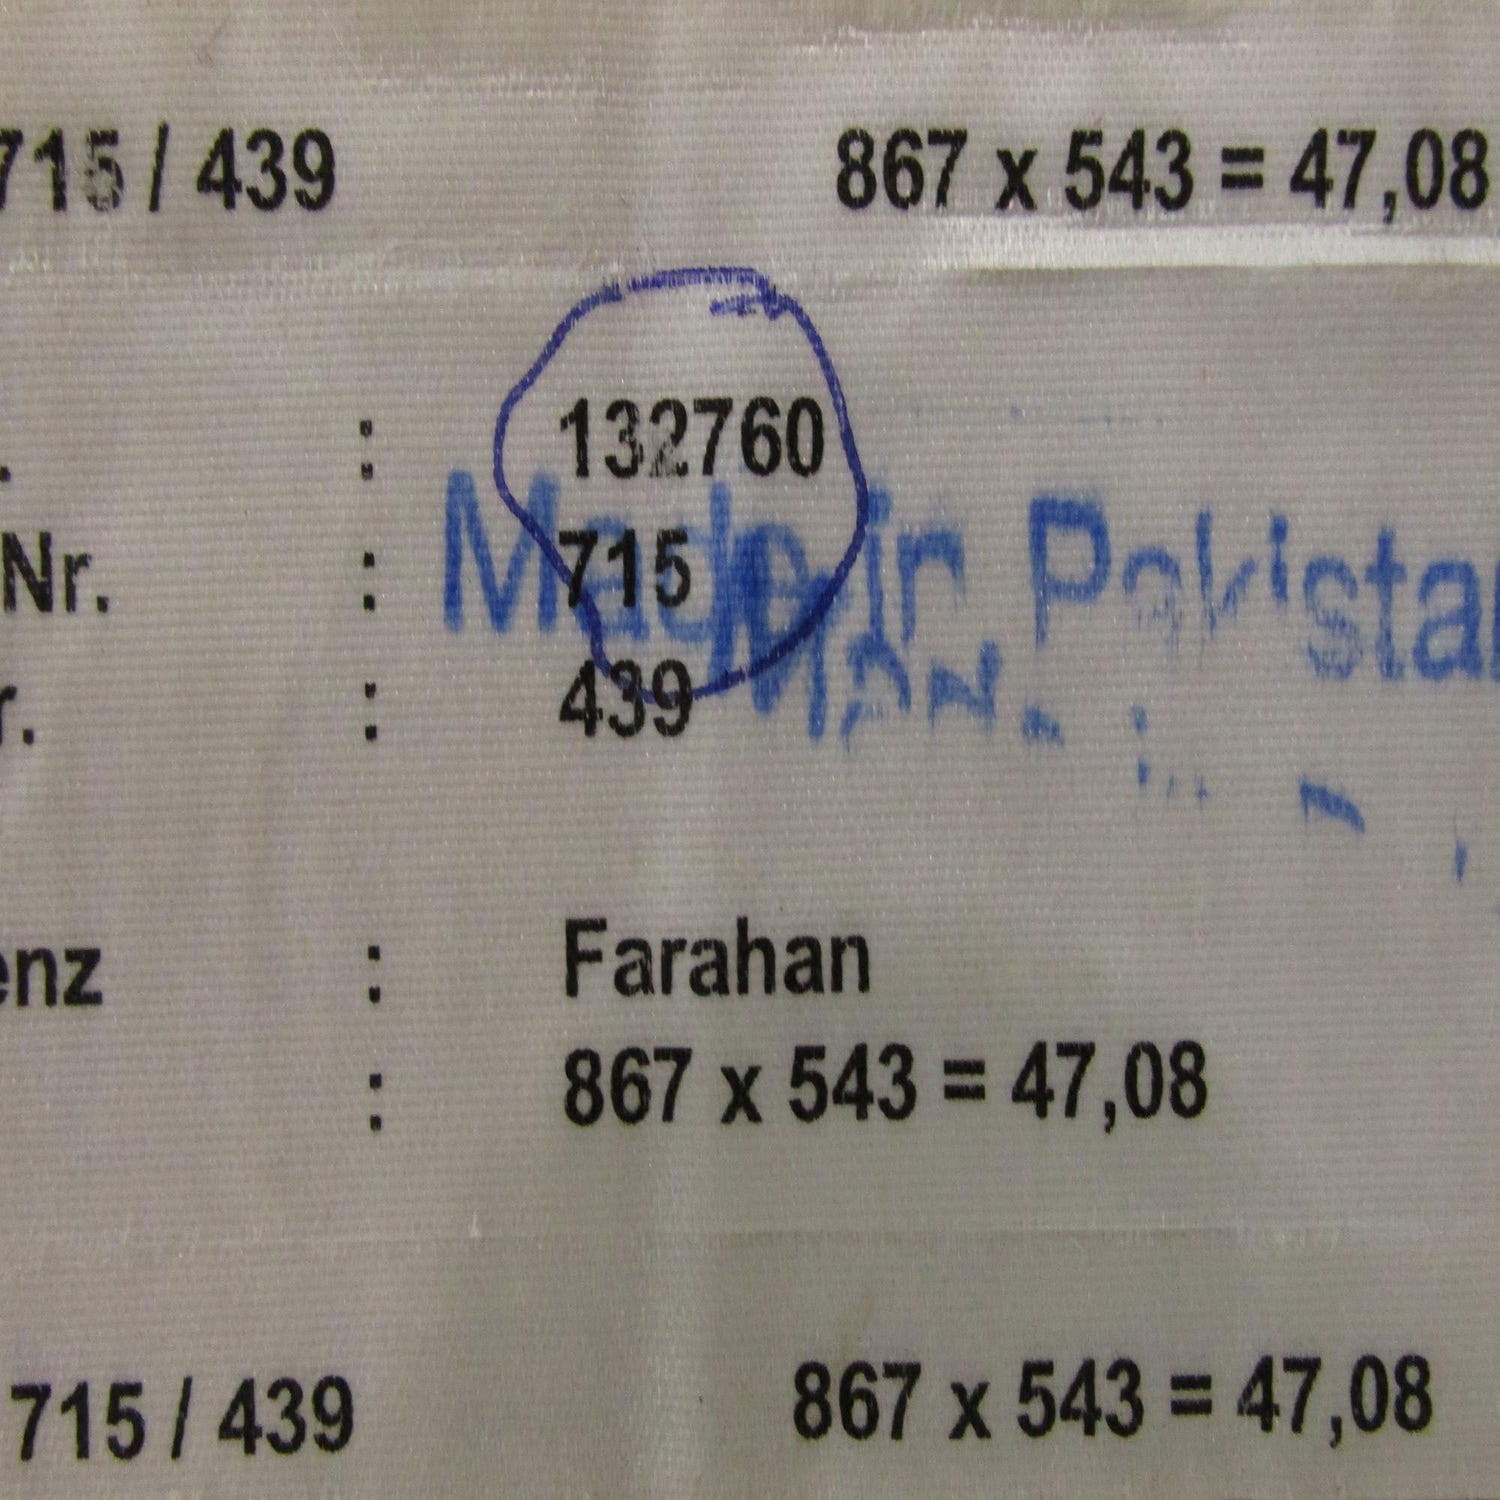 715 / 439 867 x 543 = 47,08
. : 132760
Nr. : 715
r. : 439
Made in Pakistan
enz : Farahan
: 867 x 543 = 47,08
715 / 439 867 x 543 = 47,08